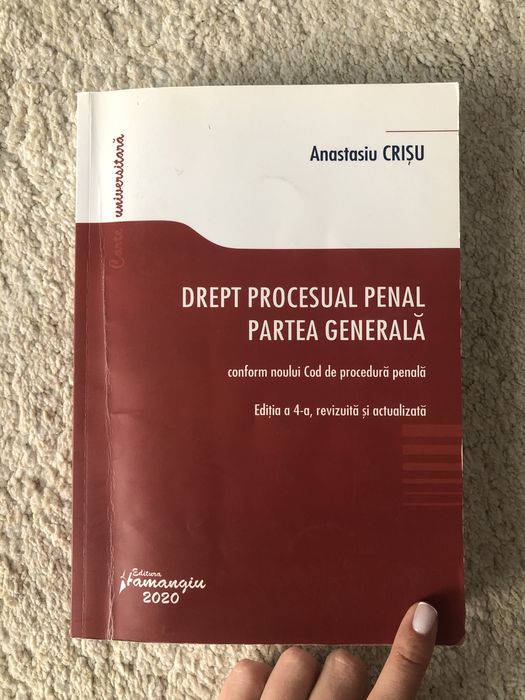 Carte universitară
Anastasiu CRIȘU
DREPT PROCESUAL PENAL
PARTEA GENERALĂ
conform noului Cod de procedură penală
Ediția a 4-a, revizuită și actualizată
Editura
Hamangiu
2020